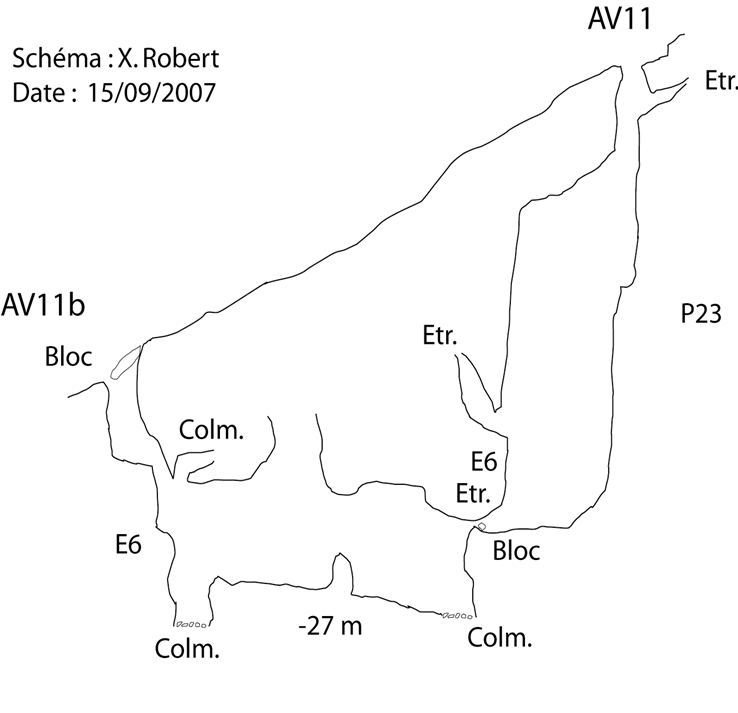 AV11
Schéma : X. Robert
Date : 15/09/2007
Etr.
AV11b
P23
Etr.
Bloc
Colm.
E6
Etr.
E6
Bloc
-27 m
Colm.
Colm.